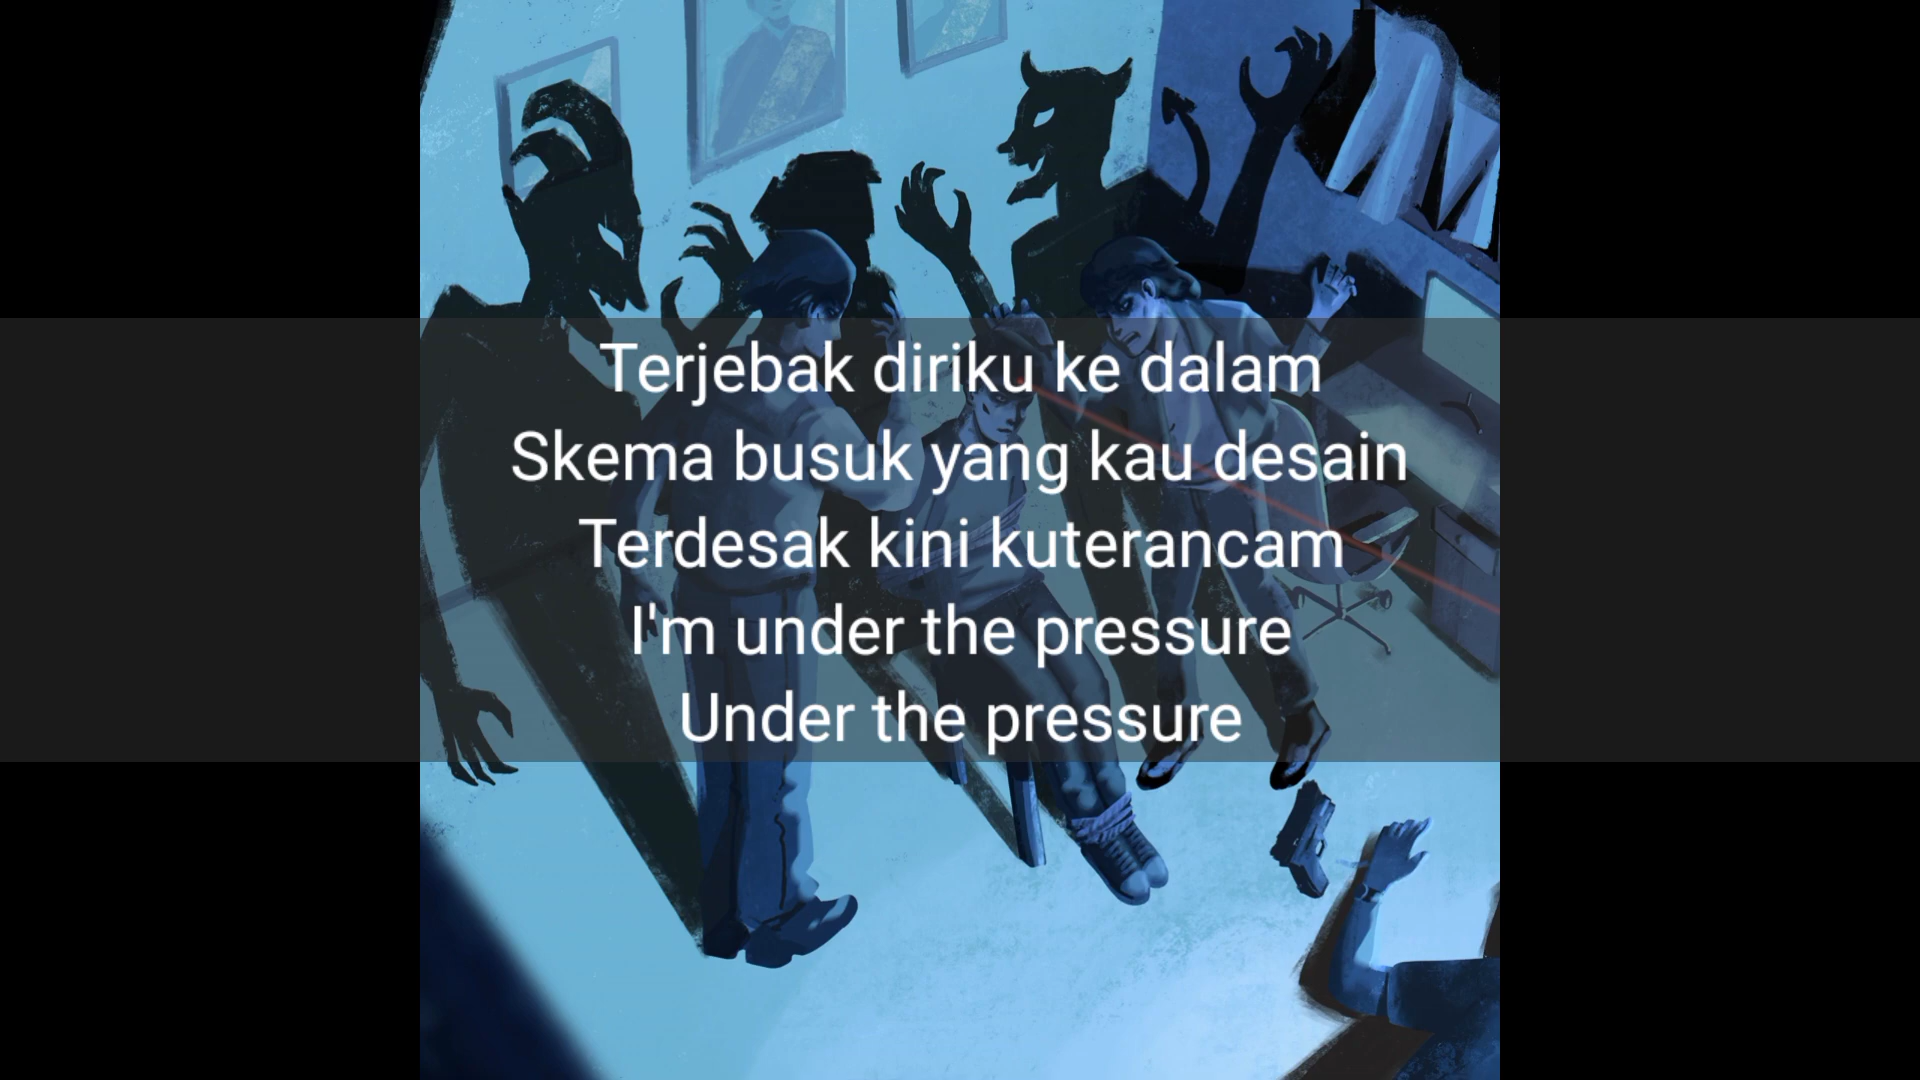 Terjebak diriku ke dalam
Skema busuk yang kau desain
Terdesak kini kuterancam
I'm under the pressure
Under the pressure